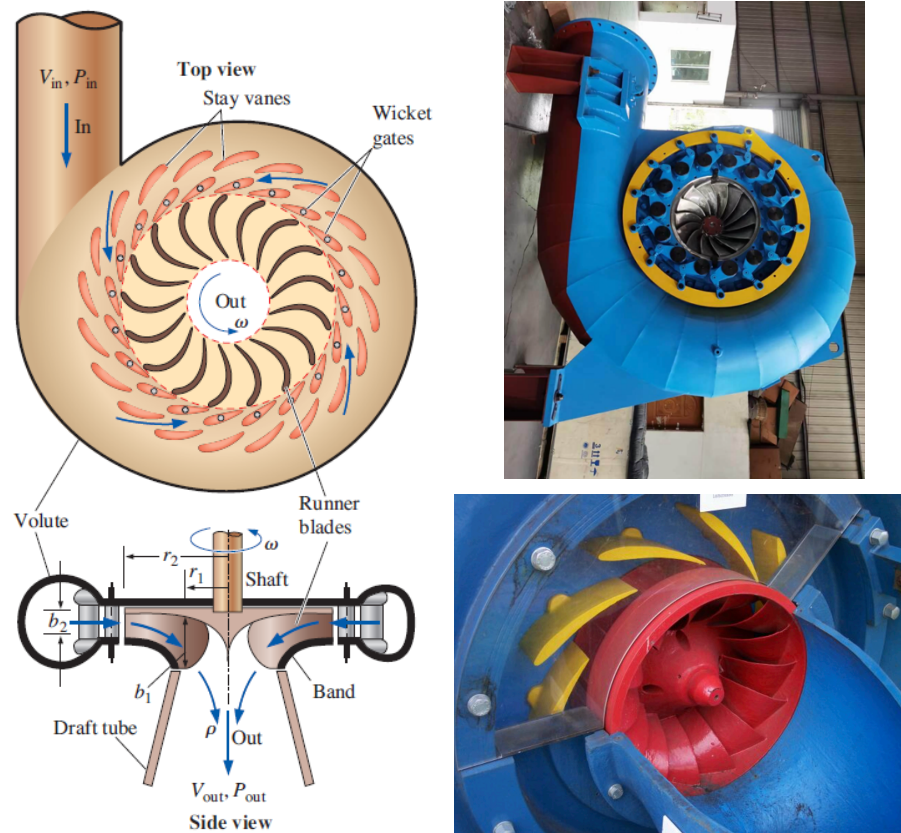 V_in, P_in
In
Top view
Stay vanes
Wicket
gates
Out
ω
Volute
Runner
blades
ω
Shaft
r_2
r_1
b_2
b_1
Band
Draft tube
ρ
Out
V_out, P_out
Side view